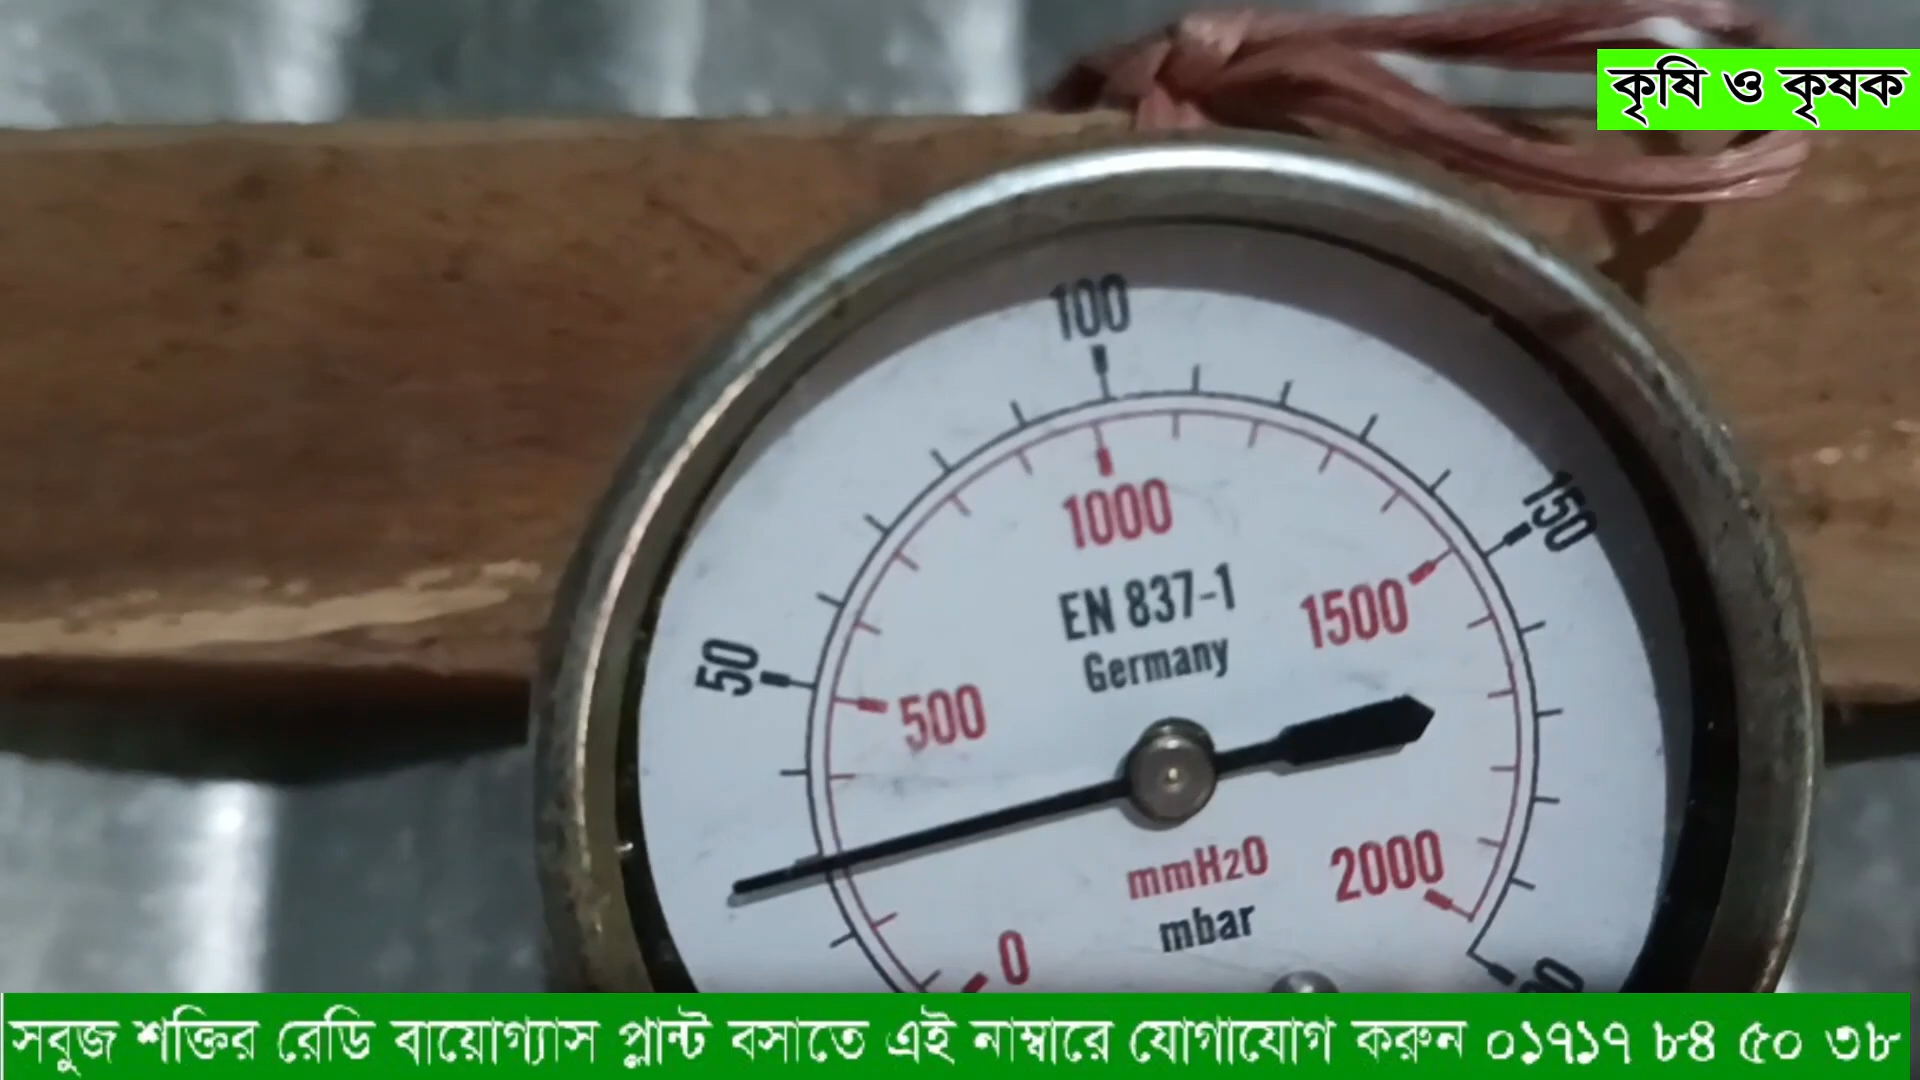 কৃষি ও কৃষক
100
150
1000
EN 837-1
1500
Germany
50
500
mmH2O
2000
mbar
0
সবুজ শক্তির রেডি বায়োগ্যাস প্লান্ট বসাতে এই নাম্বারে যোগাযোগ করুন ০১৭১৭ ৮৪ ৫০ ৩৮